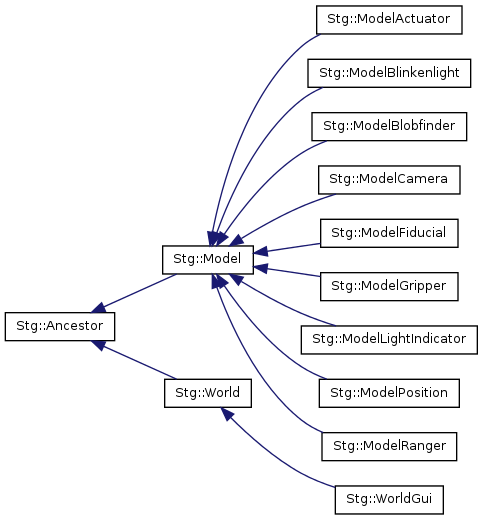 Stg::ModelActuator
Stg::ModelBlinkenlight
Stg::ModelBlobfinder
Stg::ModelCamera
Stg::ModelFiducial
Stg::Model
Stg::ModelGripper
Stg::Ancestor
Stg::ModelLightIndicator
Stg::World
Stg::ModelPosition
Stg::ModelRanger
Stg::WorldGui